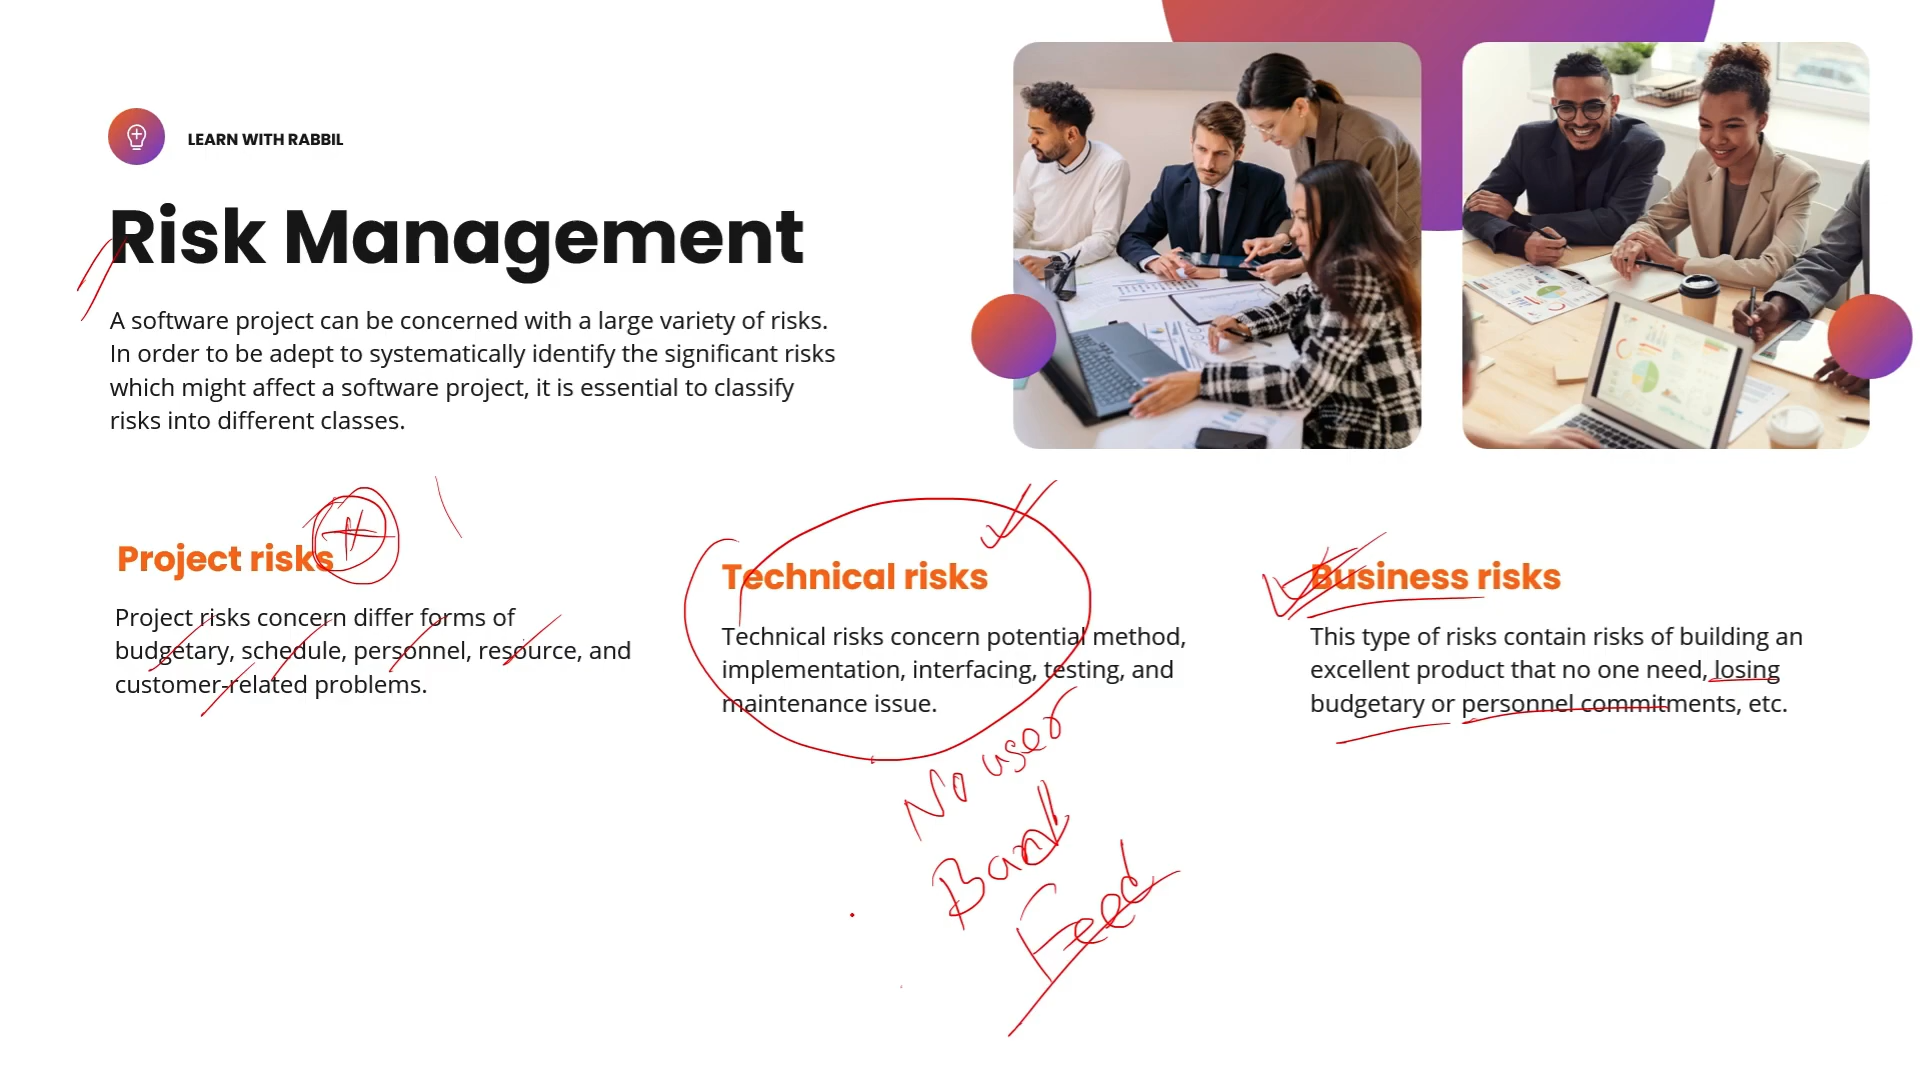 LEARN WITH RABBIL
Risk Management
A software project can be concerned with a large variety of risks.
In order to be adept to systematically identify the significant risks
which might affect a software project, it is essential to classify
risks into different classes.
Project risks
Project risks concern differ forms of
budgetary, schedule, personnel, resource, and
customer-related problems.
Technical risks
Technical risks concern potential method,
implementation, interfacing, testing, and
maintenance issue.
Business risks
This type of risks contain risks of building an
excellent product that no one need, losing
budgetary or personnel commitments, etc.
No user
Feed